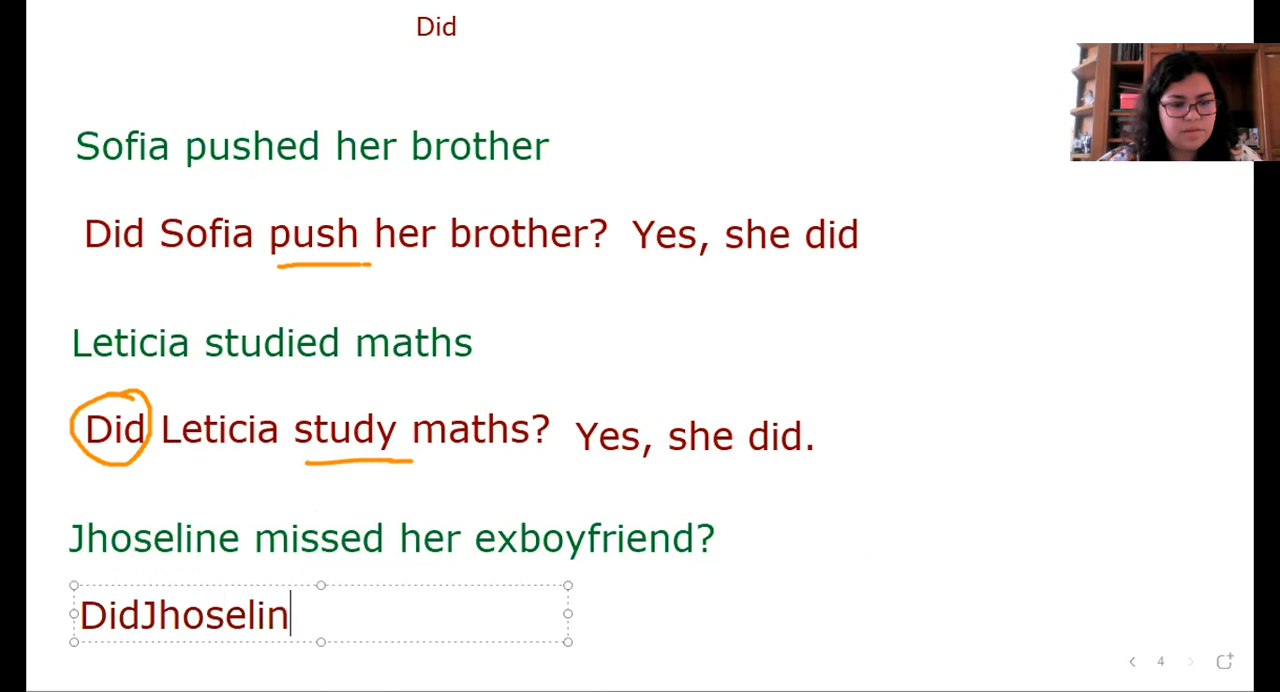 Did
Sofia pushed her brother
Did Sofia push her brother? Yes, she did
Leticia studied maths
Did Leticia study maths? Yes, she did.
Jhoseline missed her exboyfriend?
DidJhoselin
4